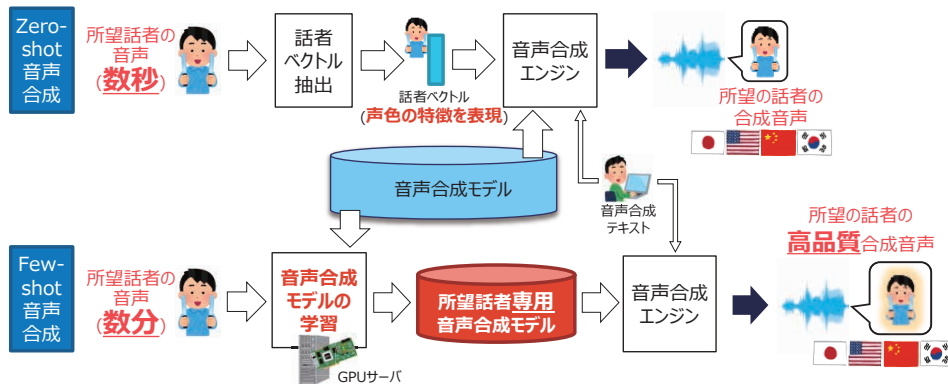 Zero-
shot
音声
合成
所望話者の
音声
(数秒)
話者
ベクトル
抽出
話者ベクトル
(声色の特徴を表現)
音声合成
エンジン
所望の話者の
合成音声
音声合成モデル
音声合成
テキスト
Few-
shot
音声
合成
所望話者の
音声
(数分)
音声合成
モデルの
学習
GPUサーバ
所望話者専用
音声合成モデル
音声合成
エンジン
所望の話者の
高品質合成音声